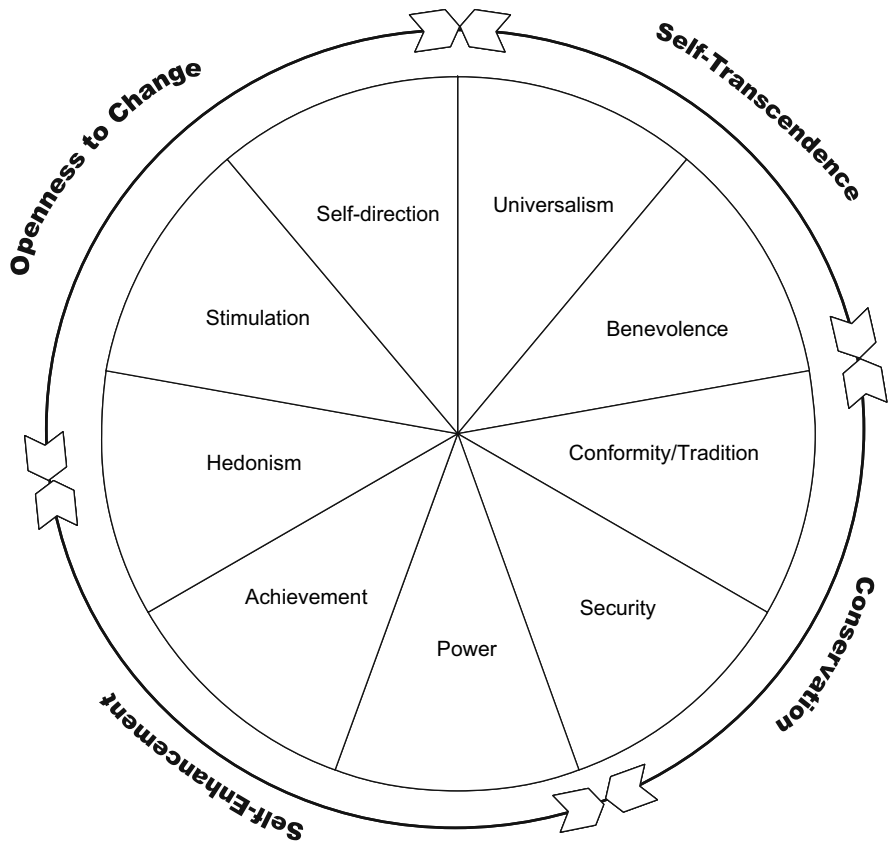 Self-Transcendence
Openness to Change
Universalism
Self-direction
Stimulation
Benevolence
Conformity/Tradition
Hedonism
Achievement
Security
Power
Conservation
Self-Enhancement